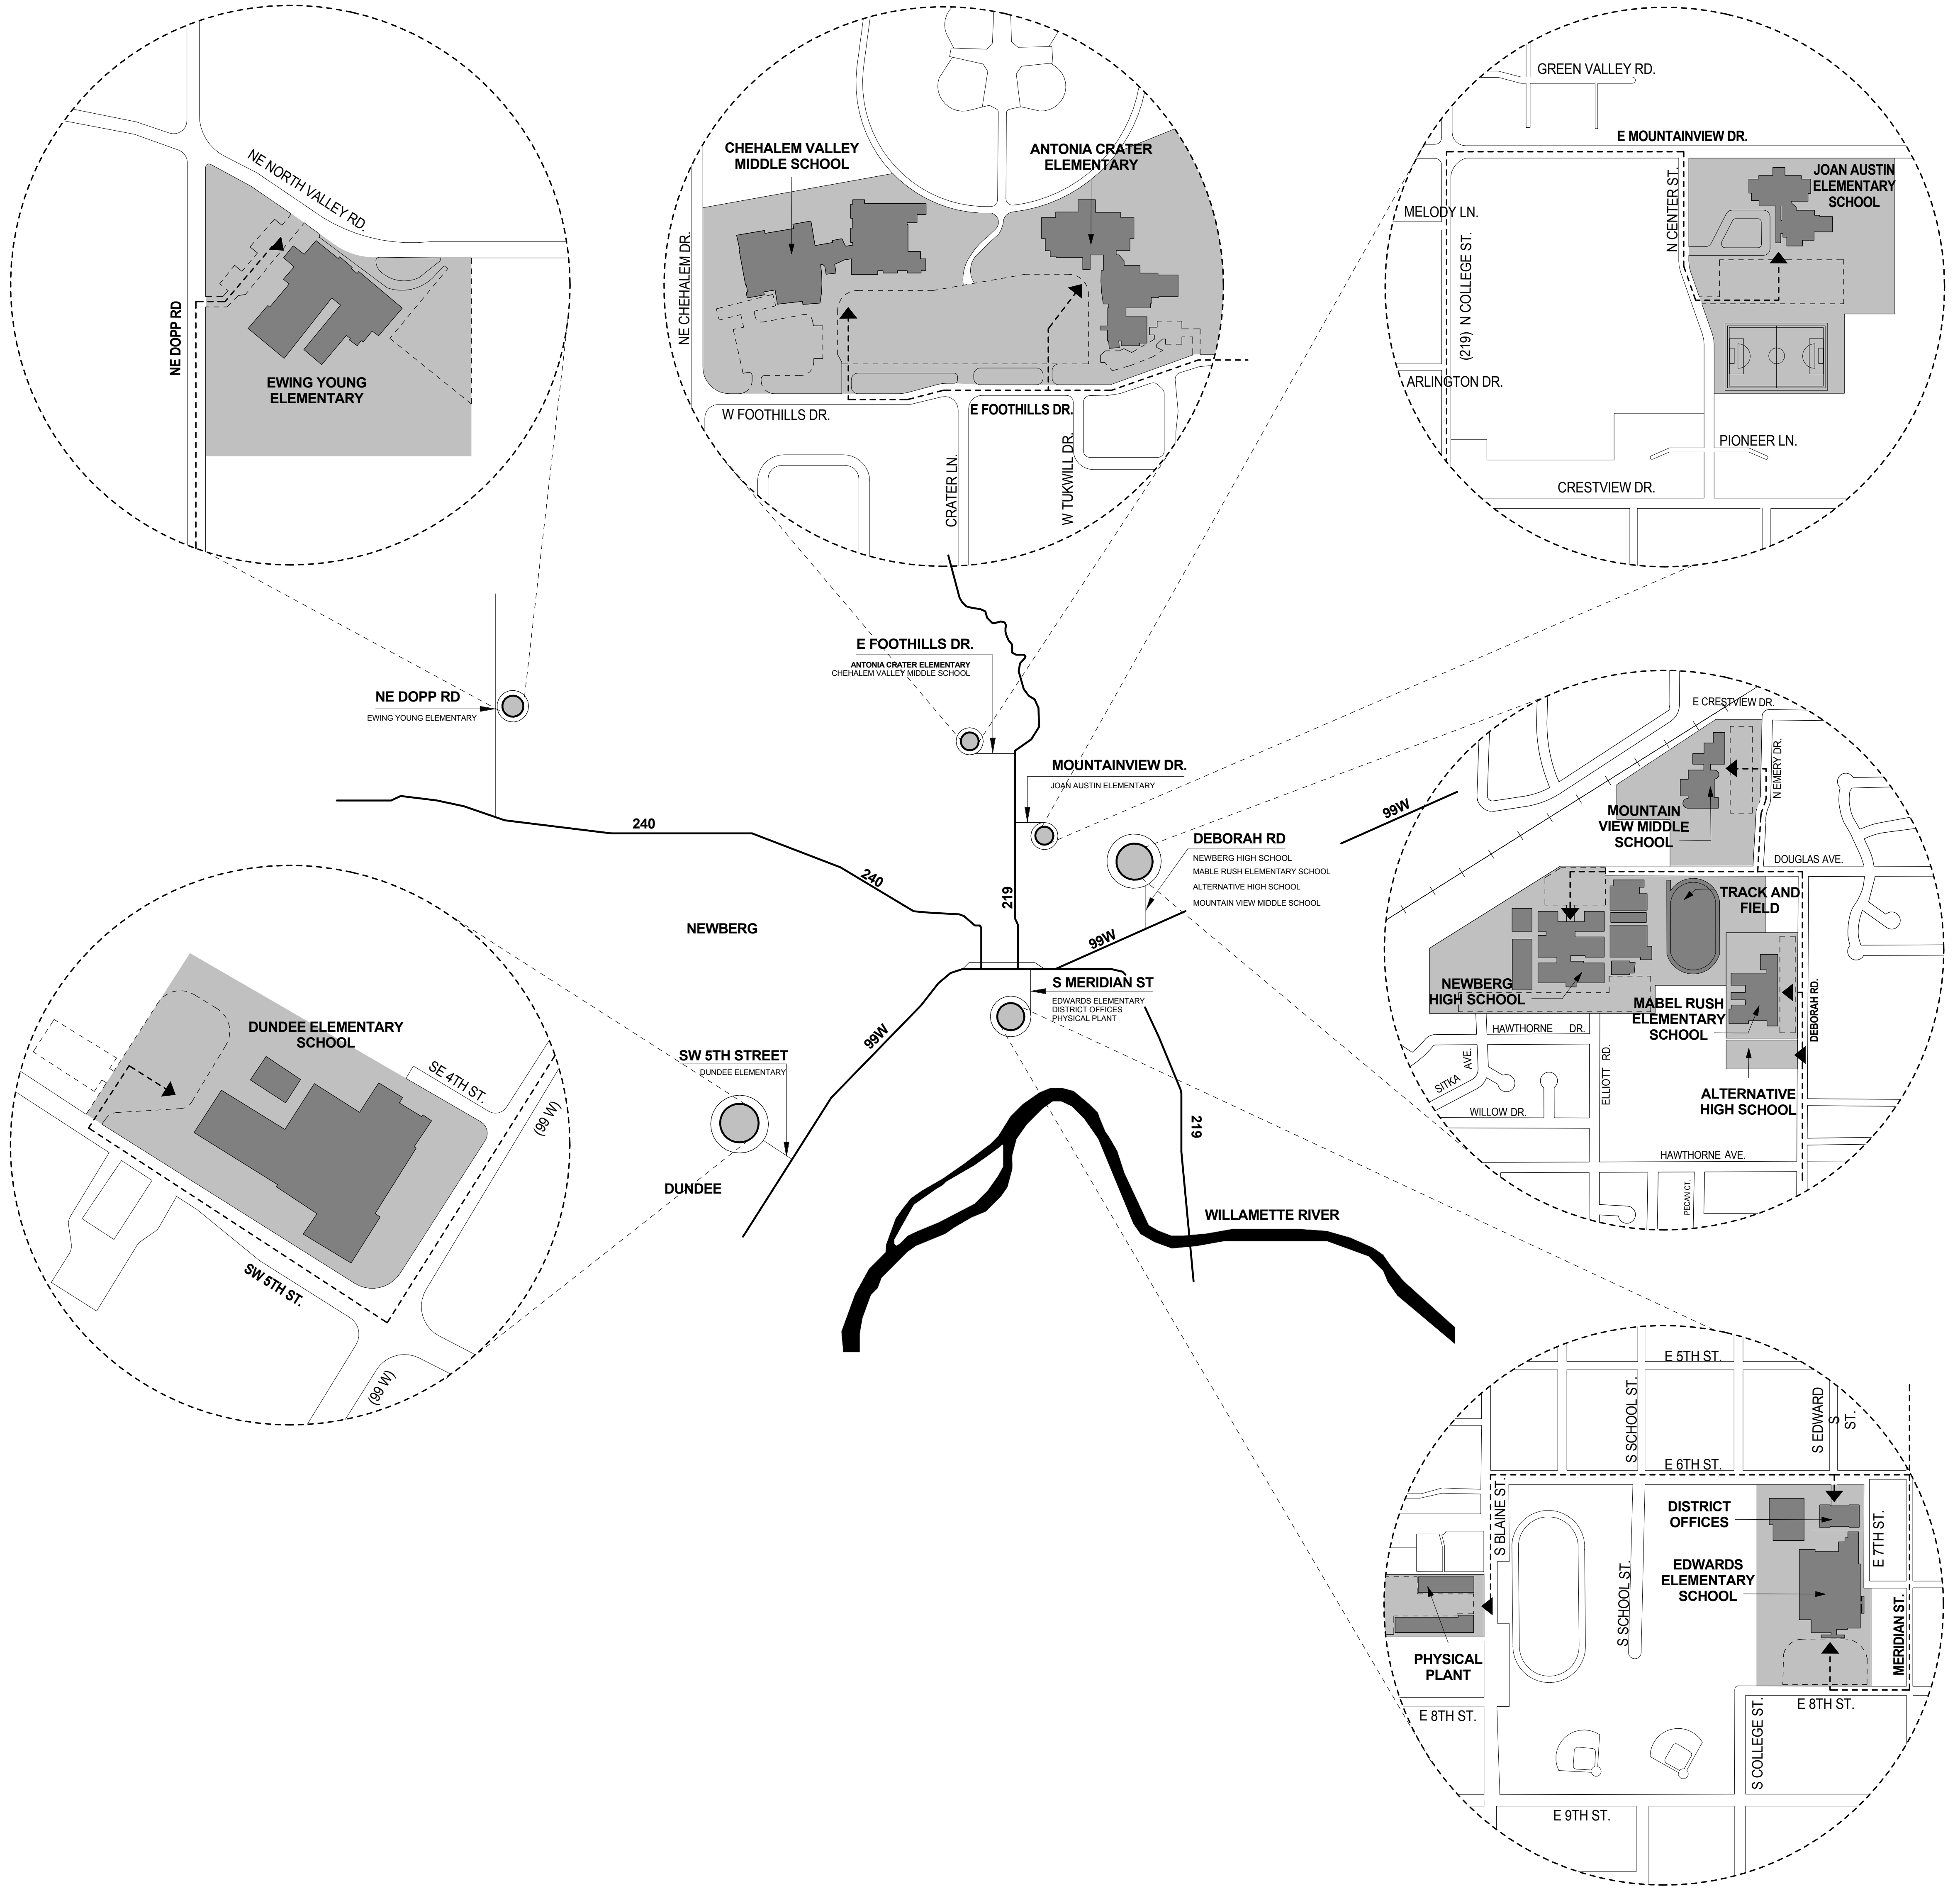 NE NORTH VALLEY RD.
NE DOPP RD
EWING YOUNG
ELEMENTARY
CHEHALEM VALLEY
MIDDLE SCHOOL
ANTONIA CRATER
ELEMENTARY
NE CHEHALEM DR.
W FOOTHILLS DR.
E FOOTHILLS DR.
CRATER LN.
W TUKWILL DR.
GREEN VALLEY RD.
E MOUNTAINVIEW DR.
N CENTER ST.
JOAN AUSTIN
ELEMENTARY
SCHOOL
MELODY LN.
(219) N COLLEGE ST.
ARLINGTON DR.
PIONEER LN.
CRESTVIEW DR.
E FOOTHILLS DR.
ANTONIA CRATER ELEMENTARY
CHEHALEM VALLEY MIDDLE SCHOOL
NE DOPP RD
EWING YOUNG ELEMENTARY
MOUNTAINVIEW DR.
JOAN AUSTIN ELEMENTARY
99W
DEBORAH RD
NEWBERG HIGH SCHOOL
MABLE RUSH ELEMENTARY SCHOOL
ALTERNATIVE HIGH SCHOOL
MOUNTAIN VIEW MIDDLE SCHOOL
240
240
219
NEWBERG
99W
S MERIDIAN ST
EDWARDS ELEMENTARY
DISTRICT OFFICES
PHYSICAL PLANT
99W
SW 5TH STREET
DUNDEE ELEMENTARY
219
DUNDEE
WILLAMETTE RIVER
E CRESTVIEW DR.
N EMERY DR.
MOUNTAIN
VIEW MIDDLE
SCHOOL
DOUGLAS AVE.
TRACK AND
FIELD
NEWBERG
HIGH SCHOOL
MABEL RUSH
ELEMENTARY
SCHOOL
DEBORAH RD.
HAWTHORNE DR.
SITKA AVE.
ELLIOTT RD.
ALTERNATIVE
HIGH SCHOOL
WILLOW DR.
HAWTHORNE AVE.
PECAN CT.
DUNDEE ELEMENTARY
SCHOOL
SE 4TH ST.
(99 W)
SW 5TH ST.
(99 W)
E 5TH ST.
S SCHOOL ST.
S EDWARD
S
ST.
E 6TH ST.
S BLAINE ST.
DISTRICT
OFFICES
E 7TH ST.
EDWARDS
ELEMENTARY
SCHOOL
S SCHOOL ST.
MERIDIAN ST.
PHYSICAL
PLANT
E 8TH ST.
E 8TH ST.
S COLLEGE ST.
E 9TH ST.